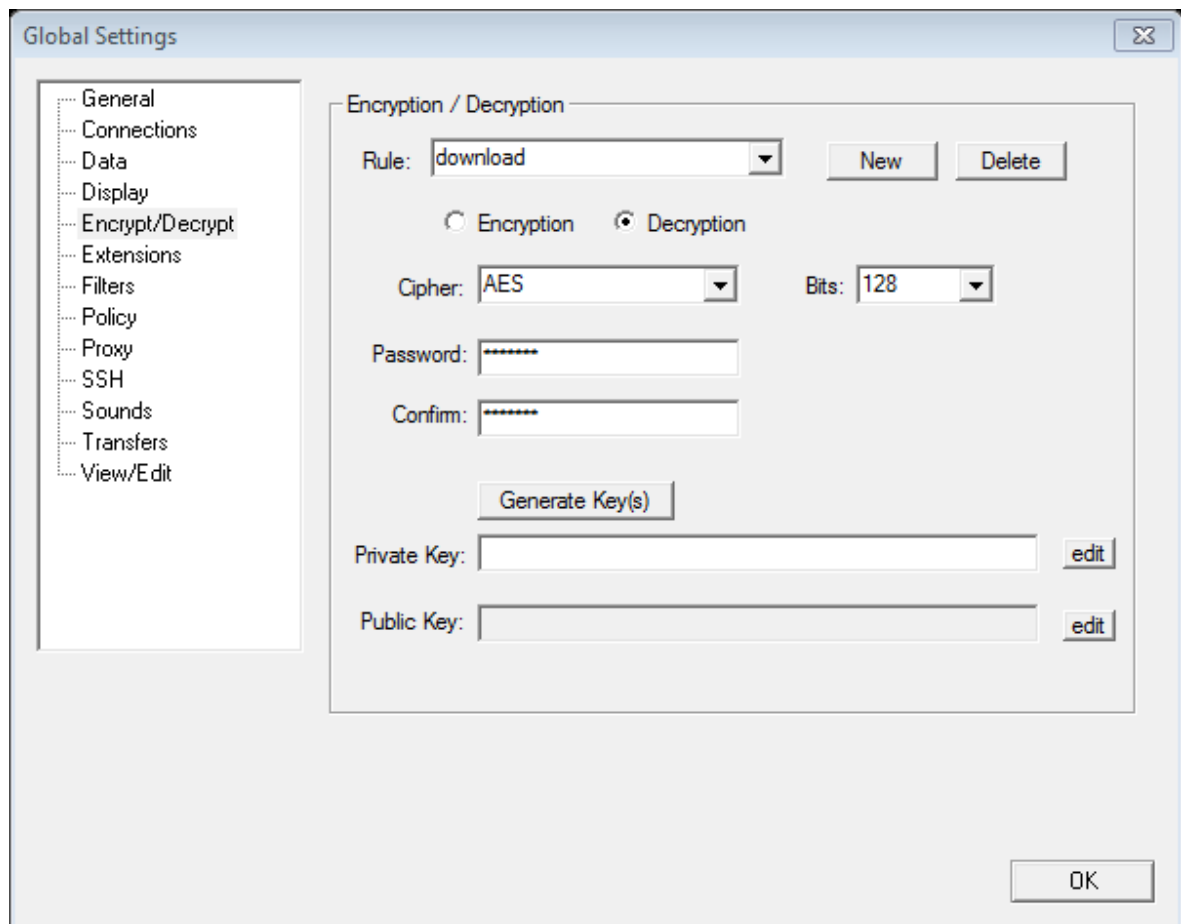 Global Settings
General
Connections
Data
Display
Encrypt/Decrypt
Extensions
Filters
Policy
Proxy
SSH
Sounds
Transfers
View/Edit
Encryption / Decryption
Rule: download New Delete
Encryption Decryption
Cipher: AES Bits: 128
Password: *******
Confirm: *******
Generate Key(s)
Private Key: edit
Public Key: edit
OK